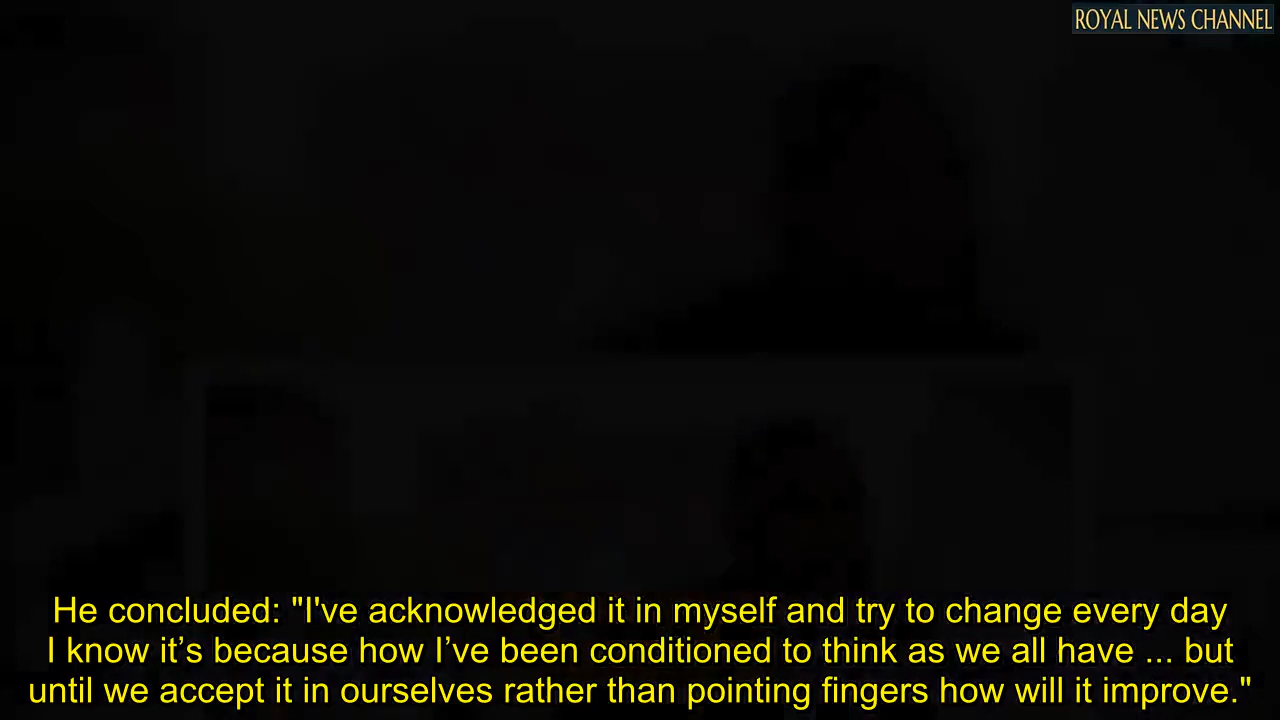 ROYAL NEWS CHANNEL
He concluded: "I've acknowledged it in myself and try to change every day
I know it’s because how I’ve been conditioned to think as we all have ... but
until we accept it in ourselves rather than pointing fingers how will it improve."